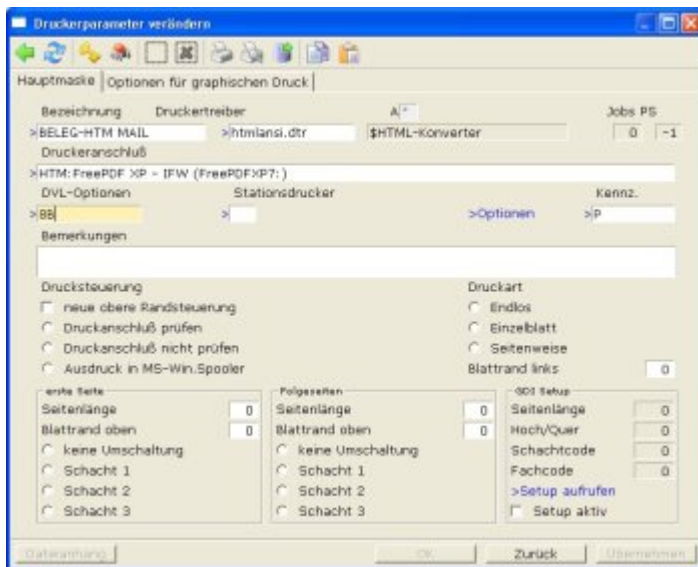 Druckerparameter verändern
Hauptmaske Optionen für graphischen Druck
Bezeichnung Druckertreiber A Jobs PS
>BELEG-HTM MAIL >htmlansi.dtr $HTML-Konverter 0 -1
Druckeranschluß
>HTM:FreePDF XP - IFW (FreePDFXP7:)
DVL-Optionen Stationsdrucker Kennz.
>BB > >Optionen >P
Bemerkungen
Drucksteuerung Druckart
neue obere Randsteuerung Endlos
Druckanschluß prüfen Einzelblatt
Druckanschluß nicht prüfen Seitenweise
Ausdruck in MS-Win.Spooler Blattrand links 0
erste Seite Folgeseiten GDI Setup
Seitenlänge 0 Seitenlänge 0 Seitenlänge 0
Blattrand oben 0 Blattrand oben 0 Hoch/Quer 0
keine Umschaltung keine Umschaltung Schachtcode 0
Schacht 1 Schacht 1 Fachcode 0
Schacht 2 Schacht 2 >Setup aufrufen
Schacht 3 Schacht 3 Setup aktiv
Dateianhang OK Zurück Übernehmen